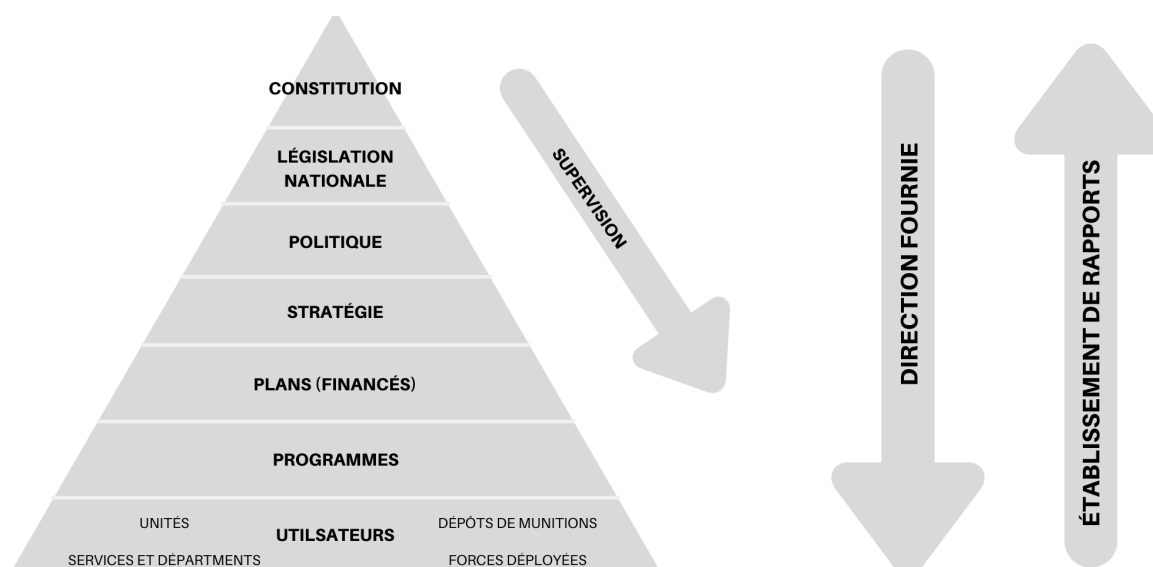 CONSTITUTION
LÉGISLATION
NATIONALE
POLITIQUE
STRATÉGIE
PLANS (FINANCÉS)
PROGRAMMES
UNITÉS
UTILSATEURS
DÉPÔTS DE MUNITIONS
SERVICES ET DÉPARTMENTS
FORCES DÉPLOYÉES
SUPERVISION
DIRECTION FOURNIE
ÉTABLISSEMENT DE RAPPORTS